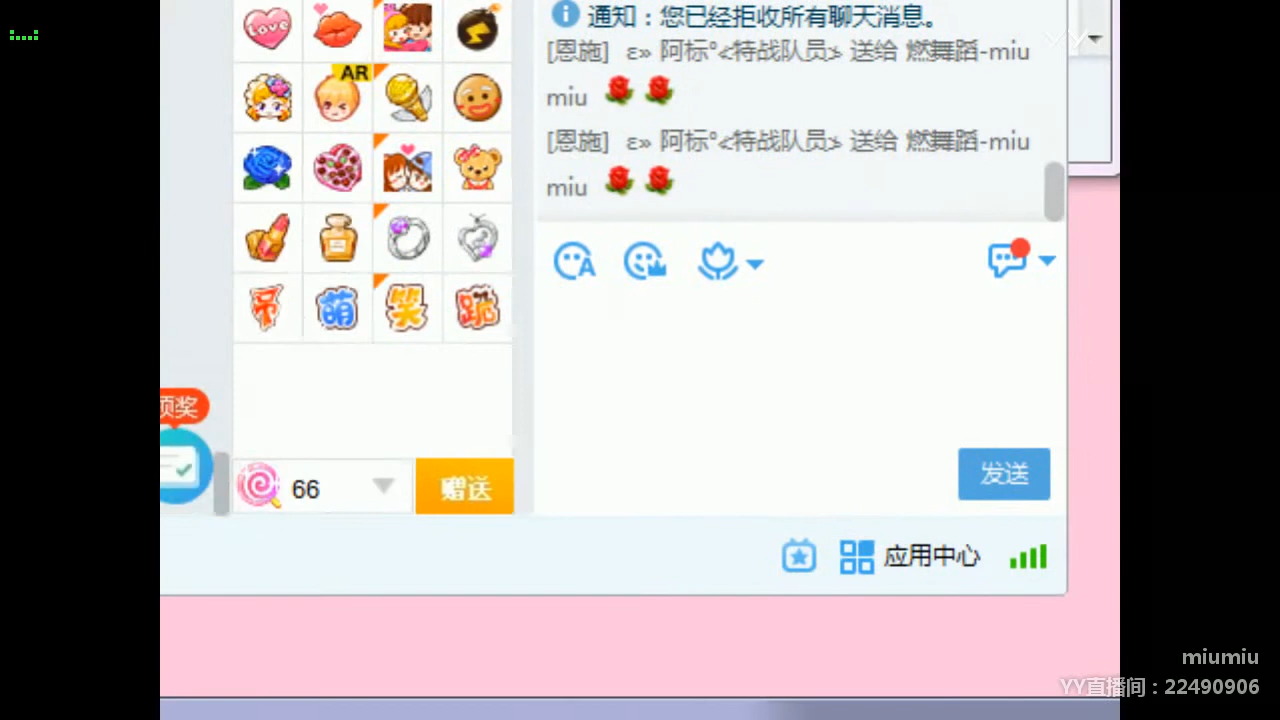 Love
AR
吊
萌
笑
跪
领奖
66
赠送
通知：您已经拒收所有聊天消息。
[恩施] ε» 阿标°≮特战队员≯ 送给 燃舞蹈-miu
miu
[恩施] ε» 阿标°≮特战队员≯ 送给 燃舞蹈-miu
miu
发送
应用中心
YY
miumiu
YY直播间：22490906